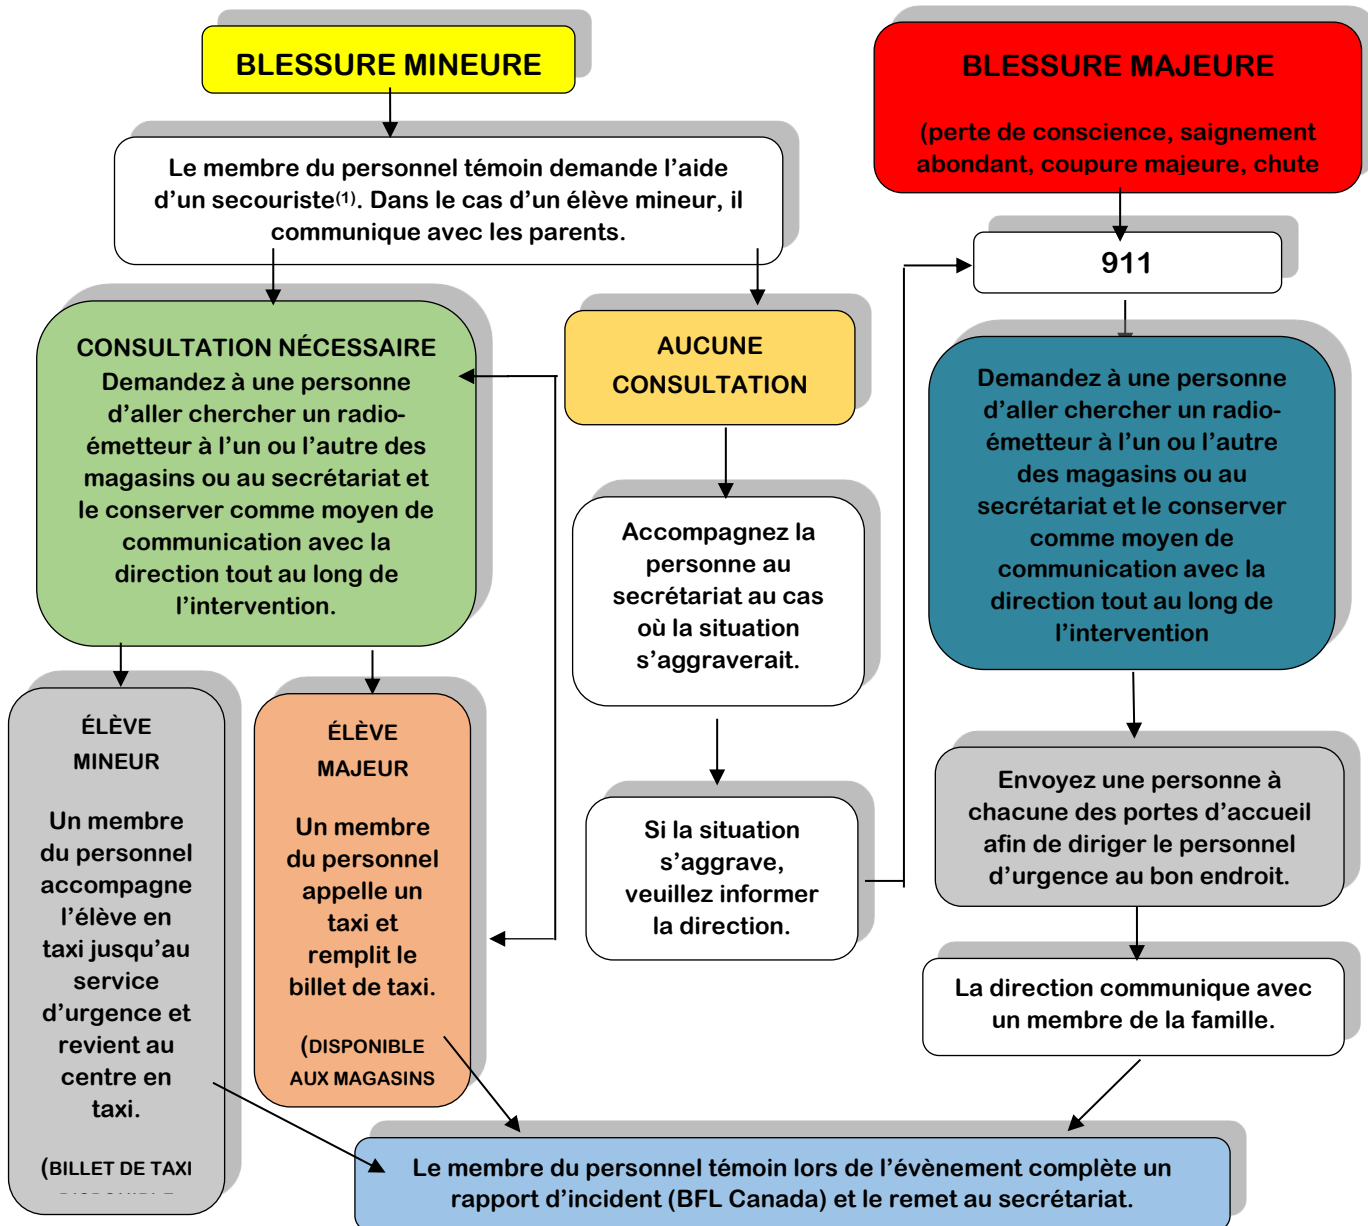 BLESSURE MINEURE
Le membre du personnel témoin demande l’aide
d’un secouriste(1). Dans le cas d’un élève mineur, il
communique avec les parents.
CONSULTATION NÉCESSAIRE
Demandez à une personne
d’aller chercher un radio-
émetteur à l’un ou l’autre des
magasins ou au secrétariat et
le conserver comme moyen de
communication avec la
direction tout au long de
l’intervention.
AUCUNE
CONSULTATION
Accompagnez la
personne au
secrétariat au cas
où la situation
s’aggraverait.
Si la situation
s’aggrave,
veuillez informer
la direction.
ÉLÈVE
MINEUR
Un membre
du personnel
accompagne
l’élève en
taxi jusqu’au
service
d’urgence et
revient au
centre en
taxi.
(BILLET DE TAXI
ÉLÈVE
MAJEUR
Un membre
du personnel
appelle un
taxi et
remplit le
billet de taxi.
(DISPONIBLE
AUX MAGASINS
BLESSURE MAJEURE
(perte de conscience, saignement
abondant, coupure majeure, chute
911
Demandez à une personne
d’aller chercher un radio-
émetteur à l’un ou l’autre
des magasins ou au
secrétariat et le conserver
comme moyen de
communication avec la
direction tout au long de
l’intervention
Envoyez une personne à
chacune des portes d’accueil
afin de diriger le personnel
d’urgence au bon endroit.
La direction communique avec
un membre de la famille.
Le membre du personnel témoin lors de l’évènement complète un
rapport d’incident (BFL Canada) et le remet au secrétariat.